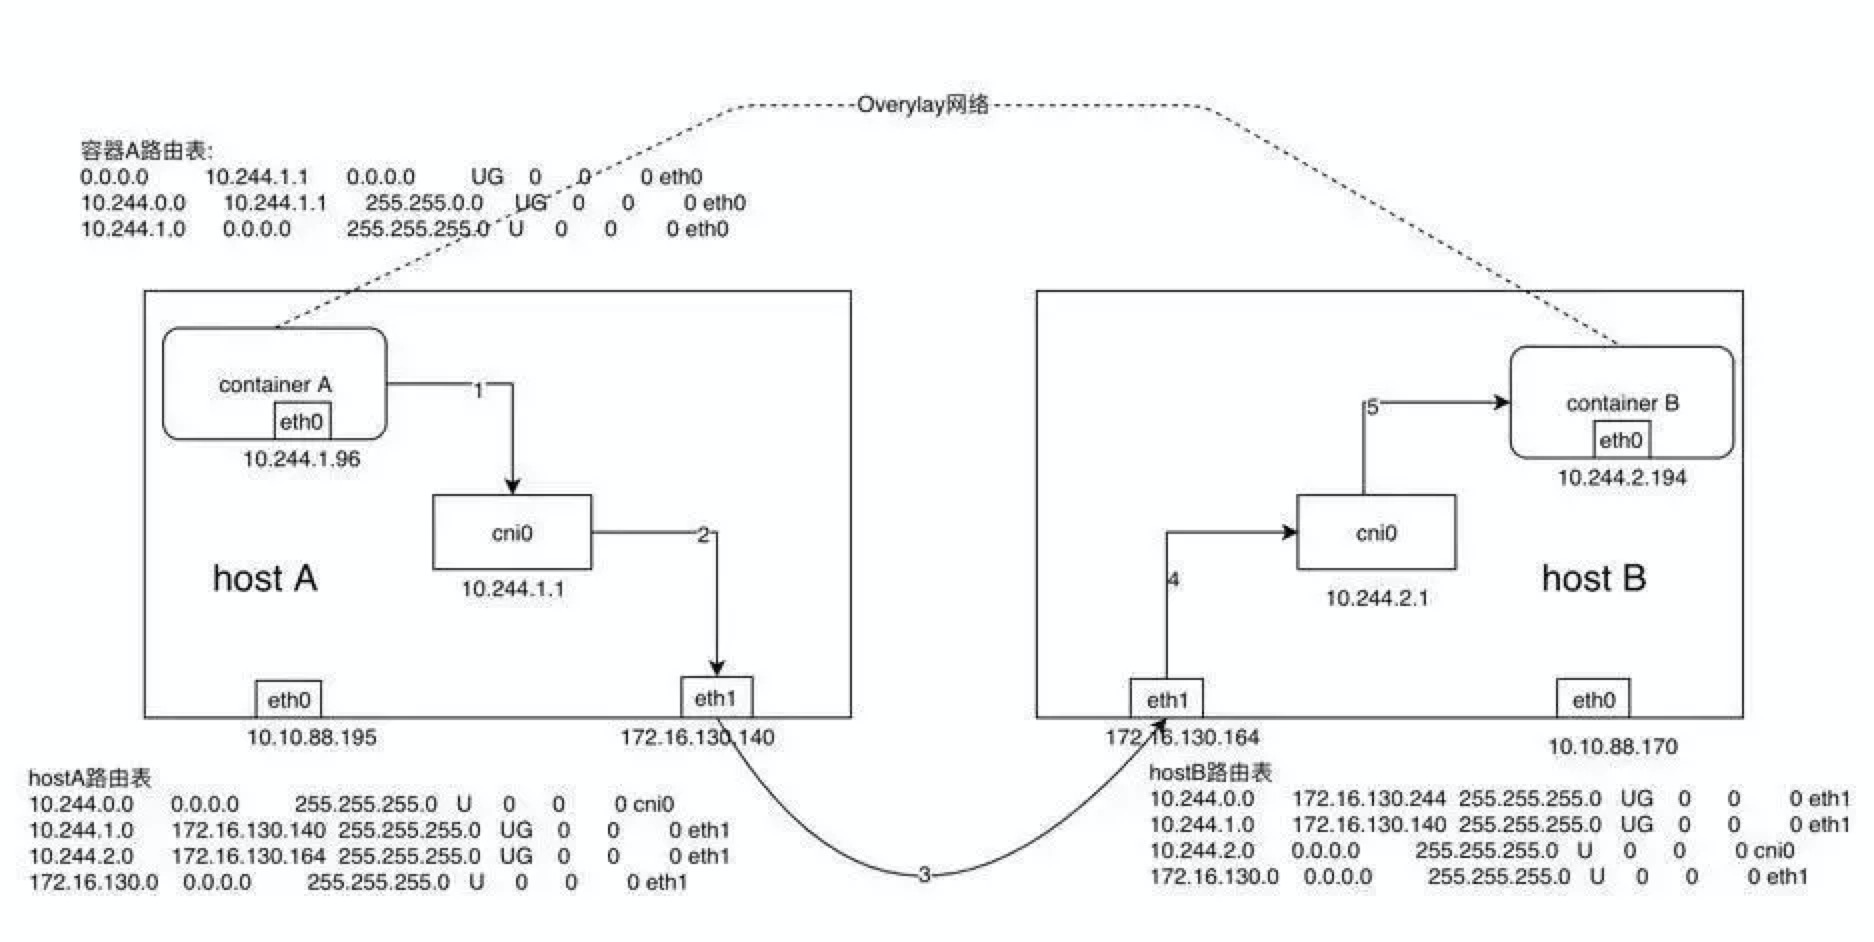 Overylay网络
容器A路由表:
0.0.0.0 10.244.1.1 0.0.0.0 UG 0 0 0 eth0
10.244.0.0 10.244.1.1 255.255.0.0 UG 0 0 0 eth0
10.244.1.0 0.0.0.0 255.255.255.0 U 0 0 0 eth0
container A
eth0
10.244.1.96
1
cni0
10.244.1.1
2
host A
eth0
10.10.88.195
eth1
172.16.130.140
3
container B
eth0
10.244.2.194
5
cni0
10.244.2.1
4
host B
eth1
172.16.130.164
eth0
10.10.88.170
hostA路由表
10.244.0.0 0.0.0.0 255.255.255.0 U 0 0 0 cni0
10.244.1.0 172.16.130.140 255.255.255.0 UG 0 0 0 eth1
10.244.2.0 172.16.130.164 255.255.255.0 UG 0 0 0 eth1
172.16.130.0 0.0.0.0 255.255.255.0 U 0 0 0 eth1
hostB路由表
10.244.0.0 172.16.130.244 255.255.255.0 UG 0 0 0 eth1
10.244.1.0 172.16.130.140 255.255.255.0 UG 0 0 0 eth1
10.244.2.0 0.0.0.0 255.255.255.0 U 0 0 0 cni0
172.16.130.0 0.0.0.0 255.255.255.0 U 0 0 0 eth1